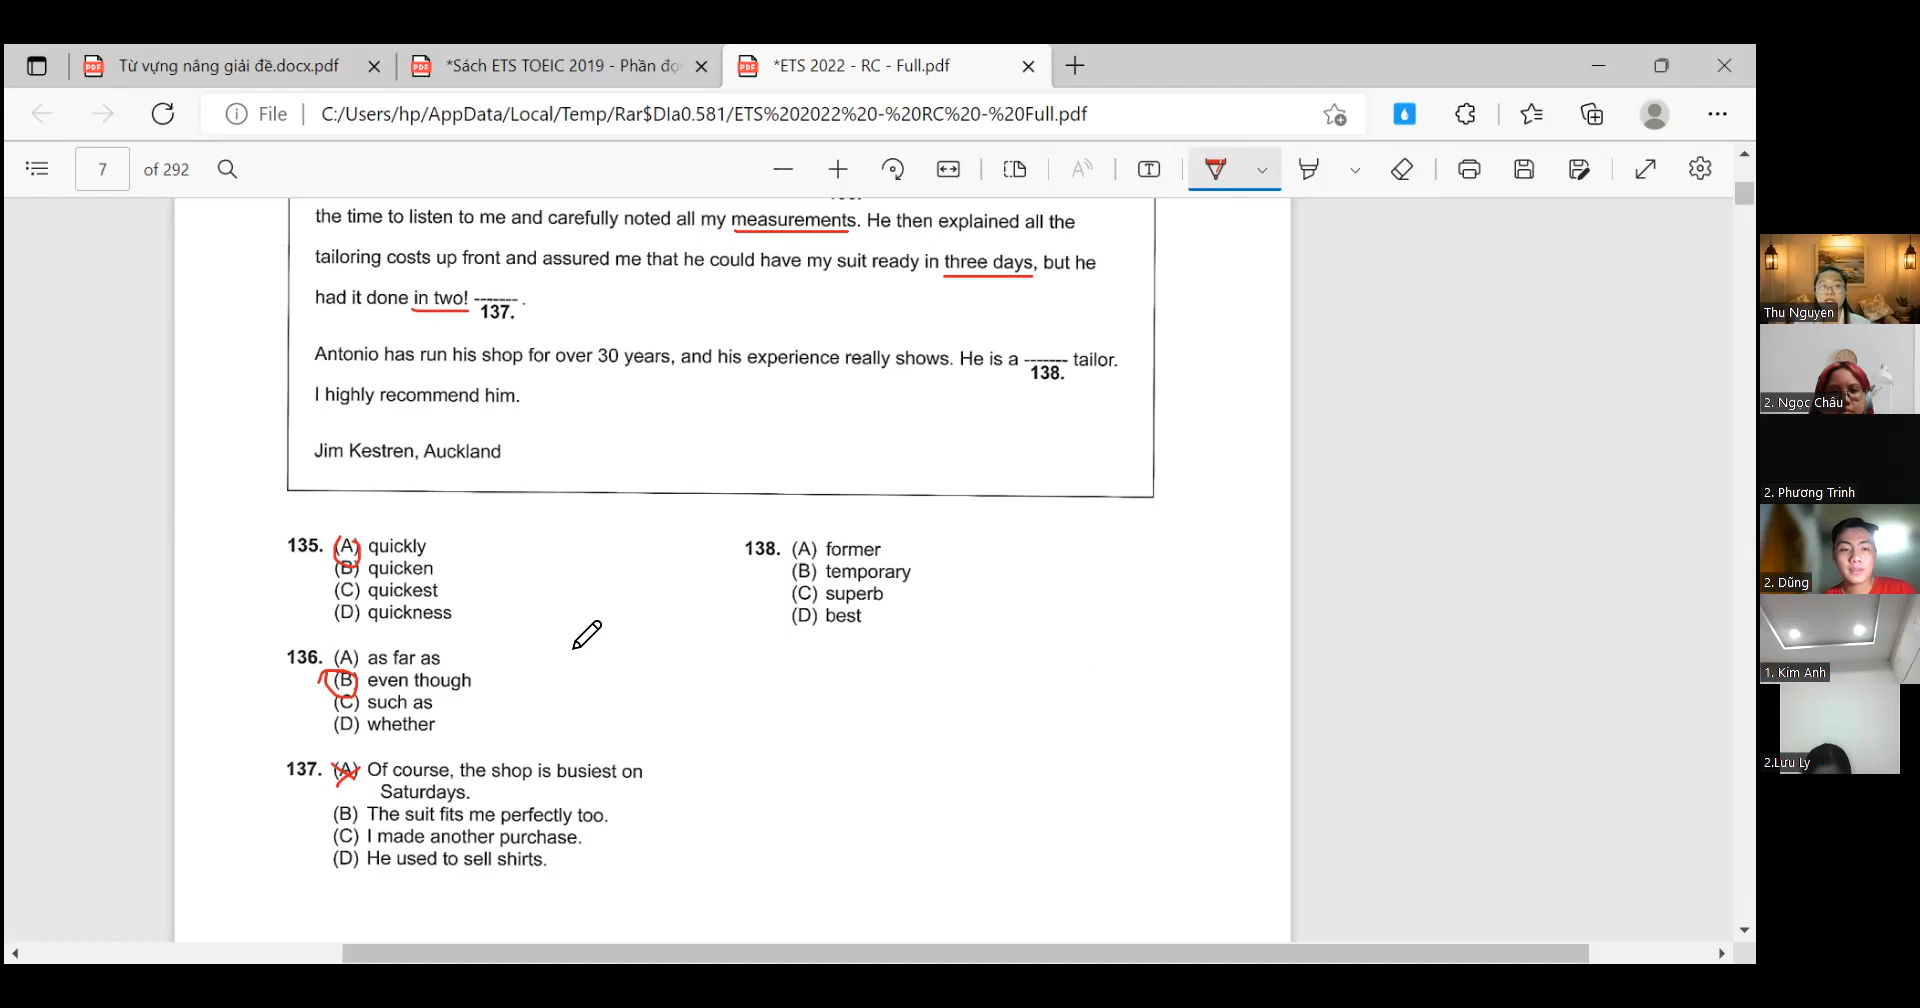 Từ vựng nâng giải đề.docx.pdf
*Sách ETS TOEIC 2019 - Phần đọ
*ETS 2022 - RC - Full.pdf
File
C:/Users/hp/AppData/Local/Temp/Rar$DIa0.581/ETS%202022%20-%20RC%20-%20Full.pdf
7 of 292
the time to listen to me and carefully noted all my measurements. He then explained all the
tailoring costs up front and assured me that he could have my suit ready in three days, but he
had it done in two! ------- .
137.
Antonio has run his shop for over 30 years, and his experience really shows. He is a ------- tailor.
138.
I highly recommend him.
Jim Kestren, Auckland
135. (A) quickly
(B) quicken
(C) quickest
(D) quickness
136. (A) as far as
(B) even though
(C) such as
(D) whether
137. (A) Of course, the shop is busiest on
Saturdays.
(B) The suit fits me perfectly too.
(C) I made another purchase.
(D) He used to sell shirts.
138. (A) former
(B) temporary
(C) superb
(D) best
Thu Nguyen
2. Ngọc Châu
2. Phương Trinh
2. Dũng
1. Kim Anh
2.Lưu Ly